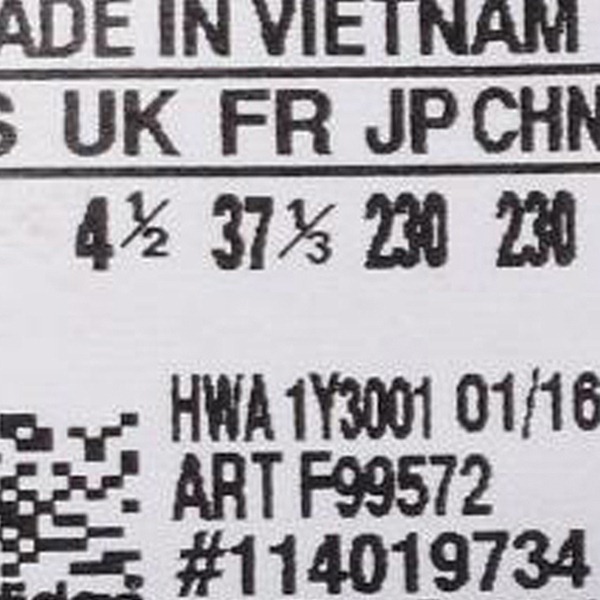 ADE IN VIETNAM
S UK FR JP CHN
4½ 37⅓ 230 230
HWA 1Y3001 01/16
ART F99572
#114019734